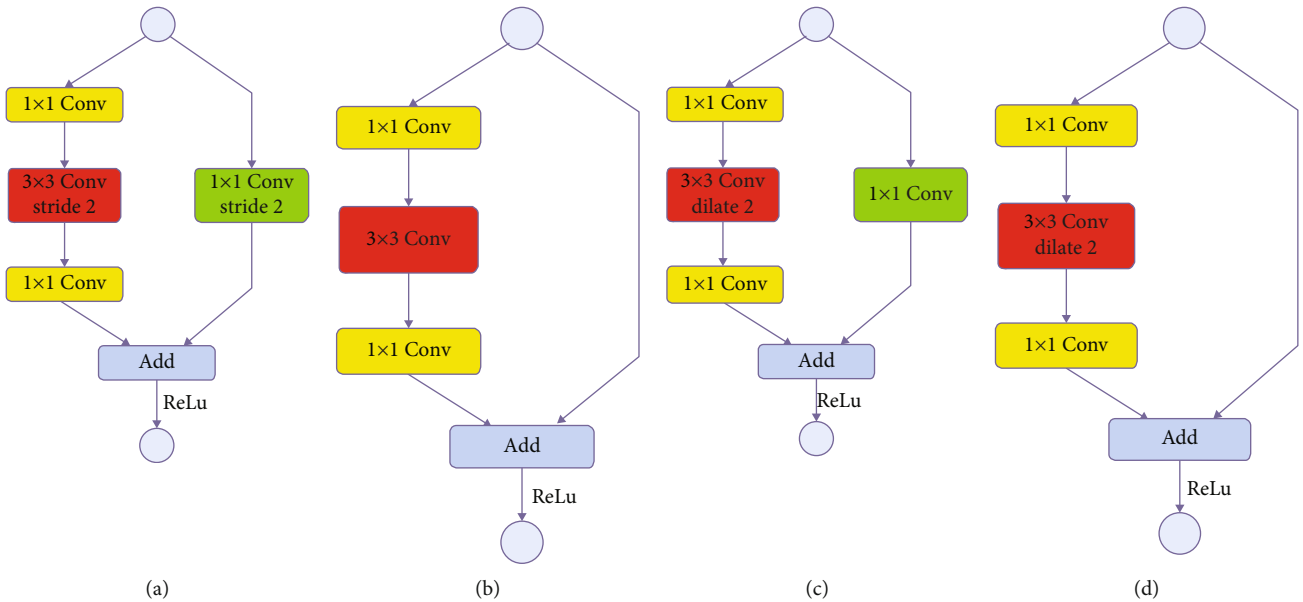 1×1 Conv
3×3 Conv
stride 2
1×1 Conv
stride 2
1×1 Conv
Add
ReLu
(a)
1×1 Conv
3×3 Conv
1×1 Conv
Add
ReLu
(b)
1×1 Conv
3×3 Conv
dilate 2
1×1 Conv
1×1 Conv
Add
ReLu
(c)
1×1 Conv
3×3 Conv
dilate 2
1×1 Conv
Add
ReLu
(d)